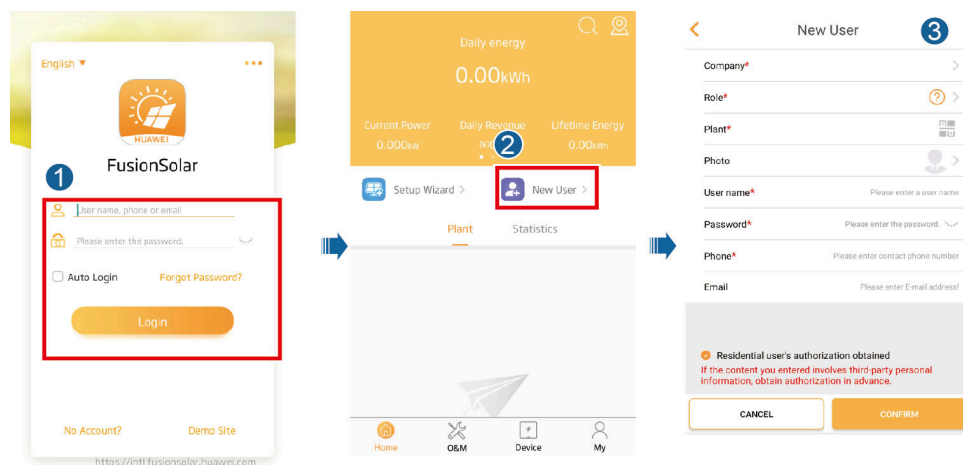 English ▼
HUAWEI
FusionSolar
1
User name, phone or email
Please enter the password.
Auto Login
Forgot Password?
Login
No Account?
Demo Site
https://intl.fusionsolar.huawei.com
Daily energy
0.00kWh
Current Power
Daily Revenue
Lifetime Energy
0.000kW
0.00kWh
2
Setup Wizard >
New User >
Plant
Statistics
Home
O&M
Device
My
New User
3
Company*
Role*
?
Plant*
Photo
User name*
Please enter a user name
Password*
Please enter the password.
Phone*
Please enter contact phone number
Email
Please enter E-mail address!
Residential user's authorization obtained
If the content you entered involves third-party personal
information, obtain authorization in advance.
CANCEL
CONFIRM